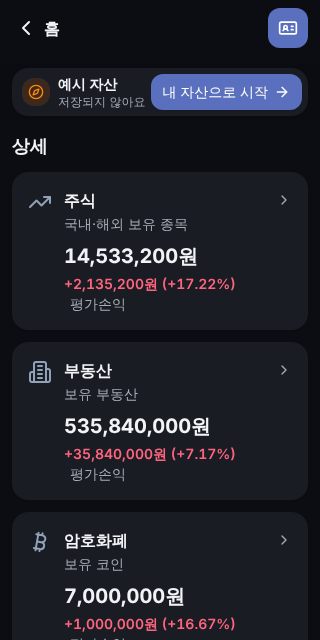 홈
예시 자산
저장되지 않아요
내 자산으로 시작
상세
주식
국내·해외 보유 종목
14,533,200원
+2,135,200원 (+17.22%)
평가손익
부동산
보유 부동산
535,840,000원
+35,840,000원 (+7.17%)
평가손익
암호화폐
보유 코인
7,000,000원
+1,000,000원 (+16.67%)